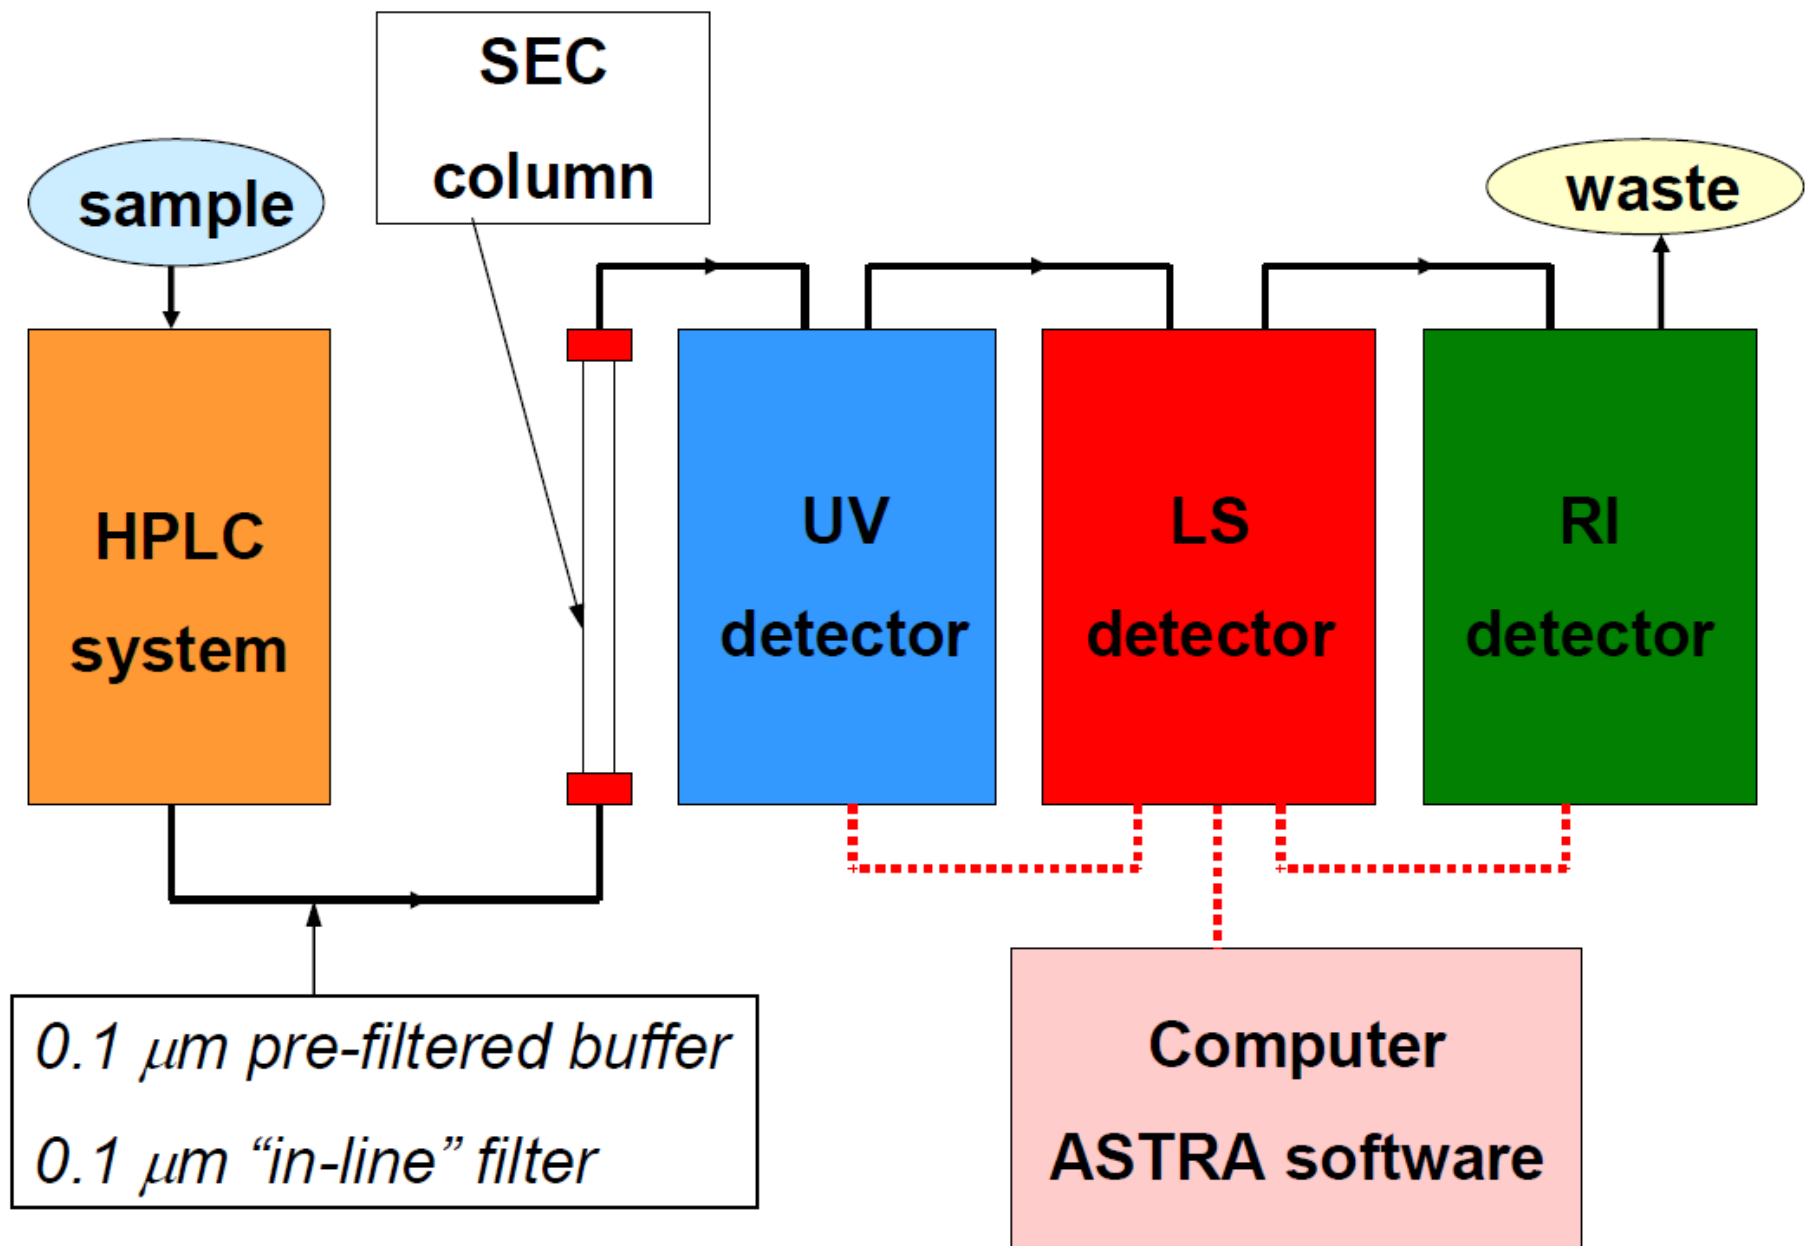 SEC
column
sample
waste
HPLC
system
UV
detector
LS
detector
RI
detector
0.1 μm pre-filtered buffer
0.1 μm “in-line” filter
Computer
ASTRA software